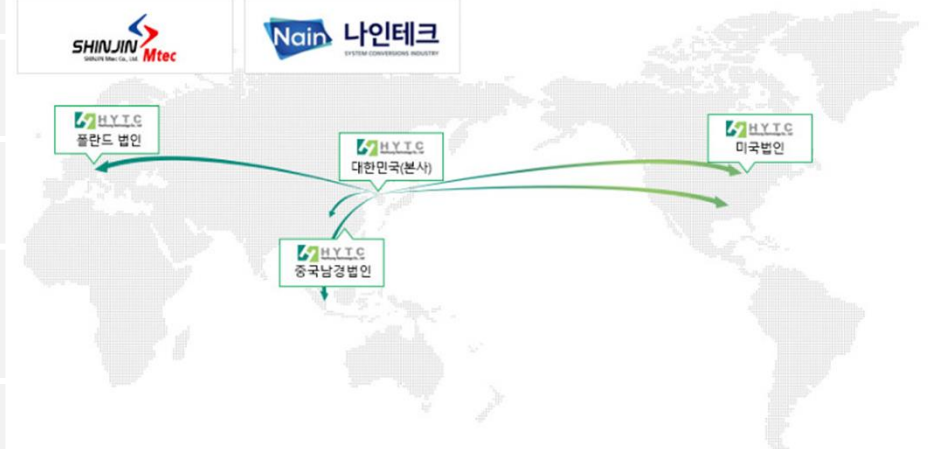 SHINJIN
Mtec
SHINJIN Mtec Co., Ltd.
Nain 나인테크
SYSTEM CONVERSIONS INDUSTRY
HYTC
폴란드 법인
HYTC
대한민국(본사)
HYTC
미국법인
HYTC
중국남경법인